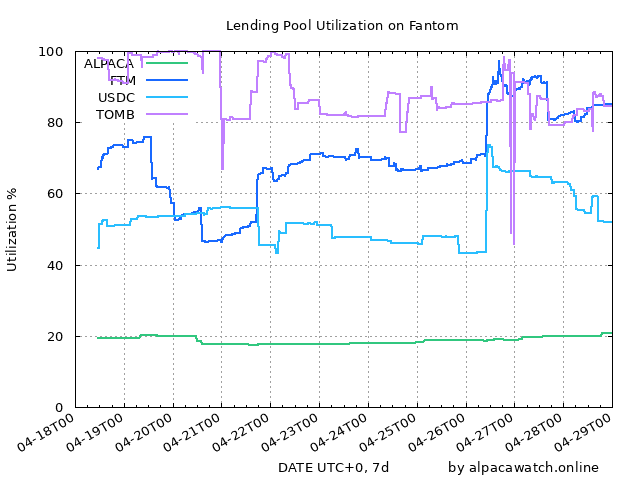 Lending Pool Utilization on Fantom
100
80
60
40
20
0
Utilization %
ALPACA
FTM
USDC
TOMB
04-18T00
04-19T00
04-20T00
04-21T00
04-22T00
04-23T00
04-24T00
04-25T00
04-26T00
04-27T00
04-28T00
04-29T00
DATE UTC+0, 7d by alpacawatch.online